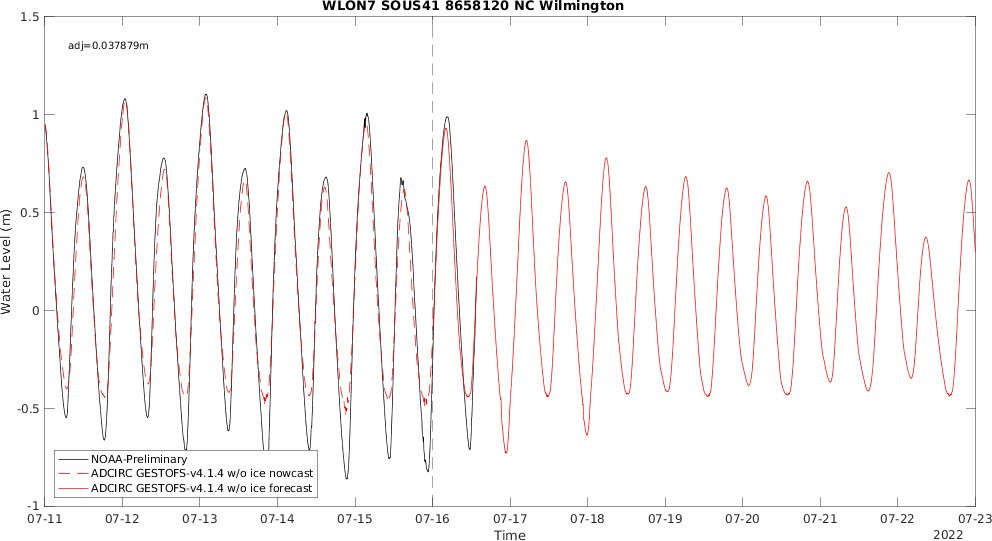 WLON7 SOUS41 8658120 NC Wilmington
adj=0.037879m
1.5
1
0.5
0
-0.5
-1
Water Level (m)
NOAA-Preliminary
ADCIRC GESTOFS-v4.1.4 w/o ice nowcast
ADCIRC GESTOFS-v4.1.4 w/o ice forecast
07-11 07-12 07-13 07-14 07-15 07-16 07-17 07-18 07-19 07-20 07-21 07-22 07-23
Time
2022